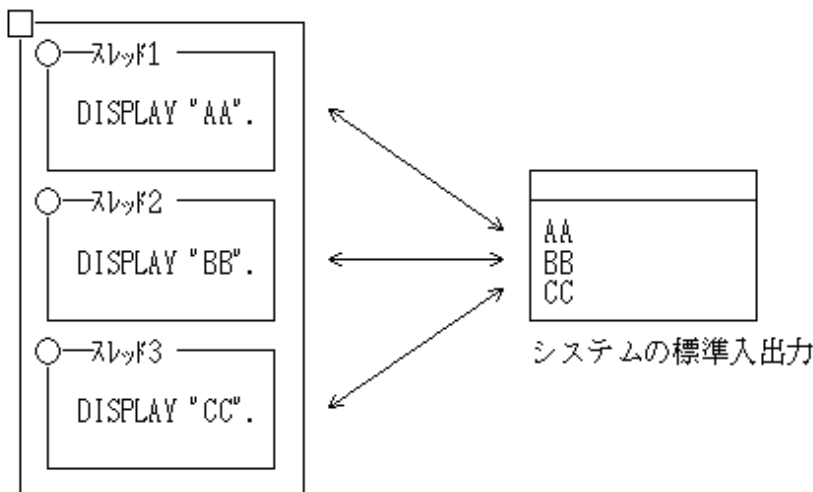 スレッド1
DISPLAY "AA".
スレッド2
DISPLAY "BB".
スレッド3
DISPLAY "CC".
AA
BB
CC
システムの標準入出力